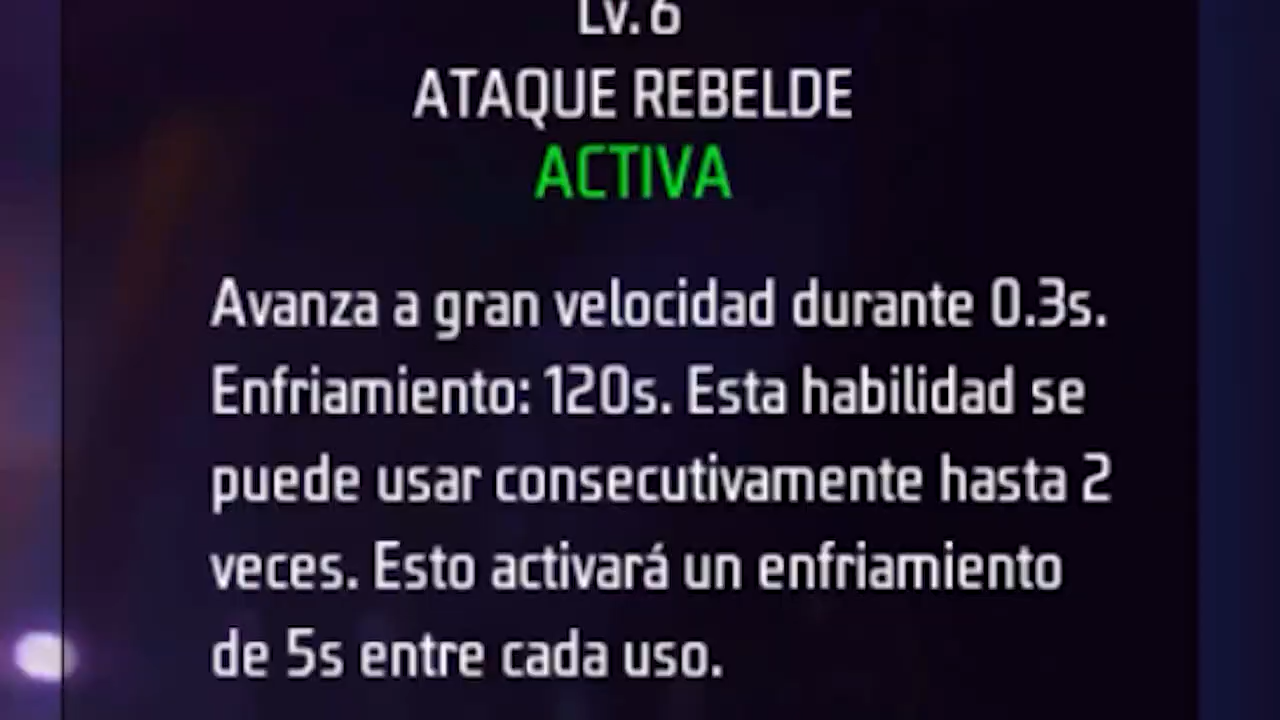 Lv. 6
ATAQUE REBELDE
ACTIVA
Avanza a gran velocidad durante 0.3s.
Enfriamiento: 120s. Esta habilidad se
puede usar consecutivamente hasta 2
veces. Esto activará un enfriamiento
de 5s entre cada uso.